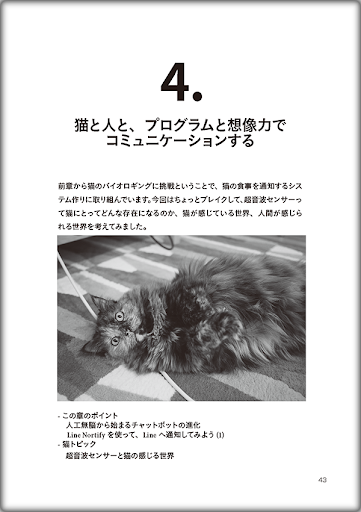 4.
猫と人と、プログラムと想像力で
コミュニケーションする
前章から猫のバイオロギングに挑戦ということで、猫の食事を通知するシス
テム作りに取り組んでいます。今回はちょっとブレイクして、超音波センサーっ
て猫にとってどんな存在になるのか、猫が感じている世界、人間が感じら
れる世界を考えてみました。
- この章のポイント
人工無脳から始まるチャットボットの進化
Line Nortify を使って、Line へ通知してみよう (1)
- 猫トピック
超音波センサーと猫の感じる世界
43